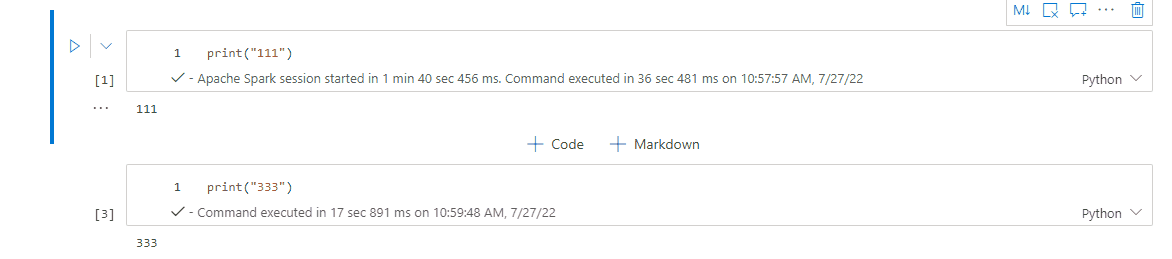 M↓
1 print("111")
[1] - Apache Spark session started in 1 min 40 sec 456 ms. Command executed in 36 sec 481 ms on 10:57:57 AM, 7/27/22 Python
111
Code Markdown
1 print("333")
[3] - Command executed in 17 sec 891 ms on 10:59:48 AM, 7/27/22 Python
333